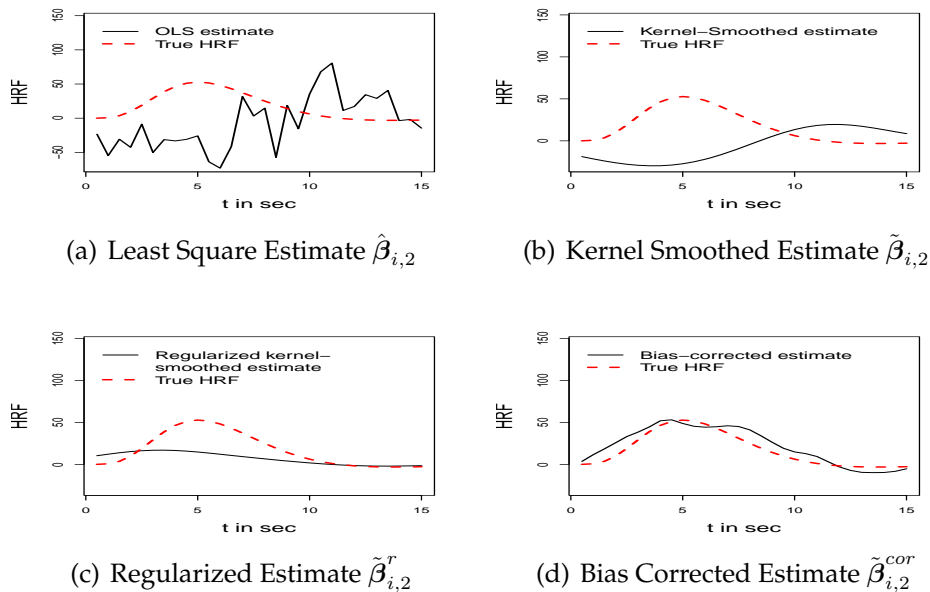 HRF
150
100
50
0
-50
OLS estimate
True HRF
0 5 10 15
t in sec
(a) Least Square Estimate β̂i,2
HRF
150
100
50
0
Kernel-Smoothed estimate
True HRF
0 5 10 15
t in sec
(b) Kernel Smoothed Estimate β̃i,2
HRF
150
100
50
0
Regularized kernel-
smoothed estimate
True HRF
0 5 10 15
t in sec
(c) Regularized Estimate β̃ri,2
HRF
150
100
50
0
Bias-corrected estimate
True HRF
0 5 10 15
t in sec
(d) Bias Corrected Estimate β̃cori,2